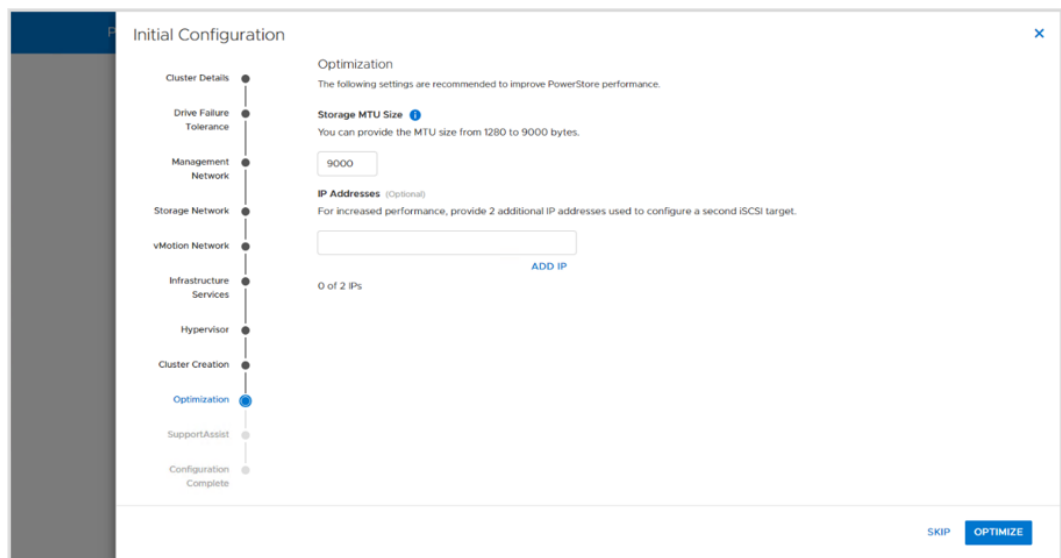 P
Initial Configuration
Cluster Details
Drive Failure
Tolerance
Management
Network
Storage Network
vMotion Network
Infrastructure
Services
Hypervisor
Cluster Creation
Optimization
SupportAssist
Configuration
Complete
Optimization
The following settings are recommended to improve PowerStore performance.
Storage MTU Size
You can provide the MTU size from 1280 to 9000 bytes.
9000
IP Addresses (Optional)
For increased performance, provide 2 additional IP addresses used to configure a second iSCSI target.
ADD IP
0 of 2 IPs
SKIP
OPTIMIZE